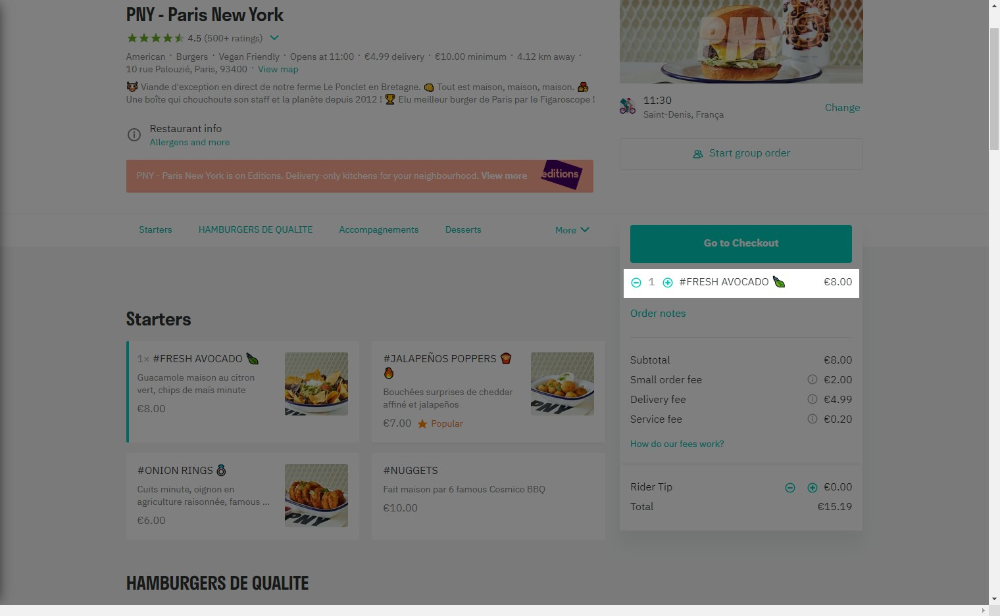 PNY - Paris New York
4.5 (500+ ratings)
American · Burgers · Vegan Friendly · Opens at 11:00 · €4.99 delivery · €10.00 minimum · 4.12 km away ·
10 rue Palouzié, Paris, 93400 · View map
🐮 Viande d'exception en direct de notre ferme Le Ponclet en Bretagne. 👊 Tout est maison, maison, maison. 💑
Une boîte qui chouchoute son staff et la planète depuis 2012 ! 🏆 Elu meilleur burger de Paris par le Figaroscope !
Restaurant info
Allergens and more
PNY - Paris New York is on Editions. Delivery-only kitchens for your neighbourhood. View more
editions
PNY
11:30
Saint-Denis, França
Change
Start group order
Starters
HAMBURGERS DE QUALITE
Accompagnements
Desserts
More
Go to Checkout
1 #FRESH AVOCADO €8.00
Order notes
Subtotal €8.00
Small order fee €2.00
Delivery fee €4.99
Service fee €0.20
How do our fees work?
Rider Tip €0.00
Total €15.19
Starters
1× #FRESH AVOCADO
Guacamole maison au citron
vert, chips de maïs minute
€8.00
#JALAPEÑOS POPPERS 🍟
🔥
Bouchées surprises de cheddar
affiné et jalapeños
€7.00 Popular
PNY
#ONION RINGS 💍
Cuits minute, oignon en
agriculture raisonnée, famous ...
€6.00
PNY
#NUGGETS
Fait maison par 6 famous Cosmico BBQ
€10.00
HAMBURGERS DE QUALITE